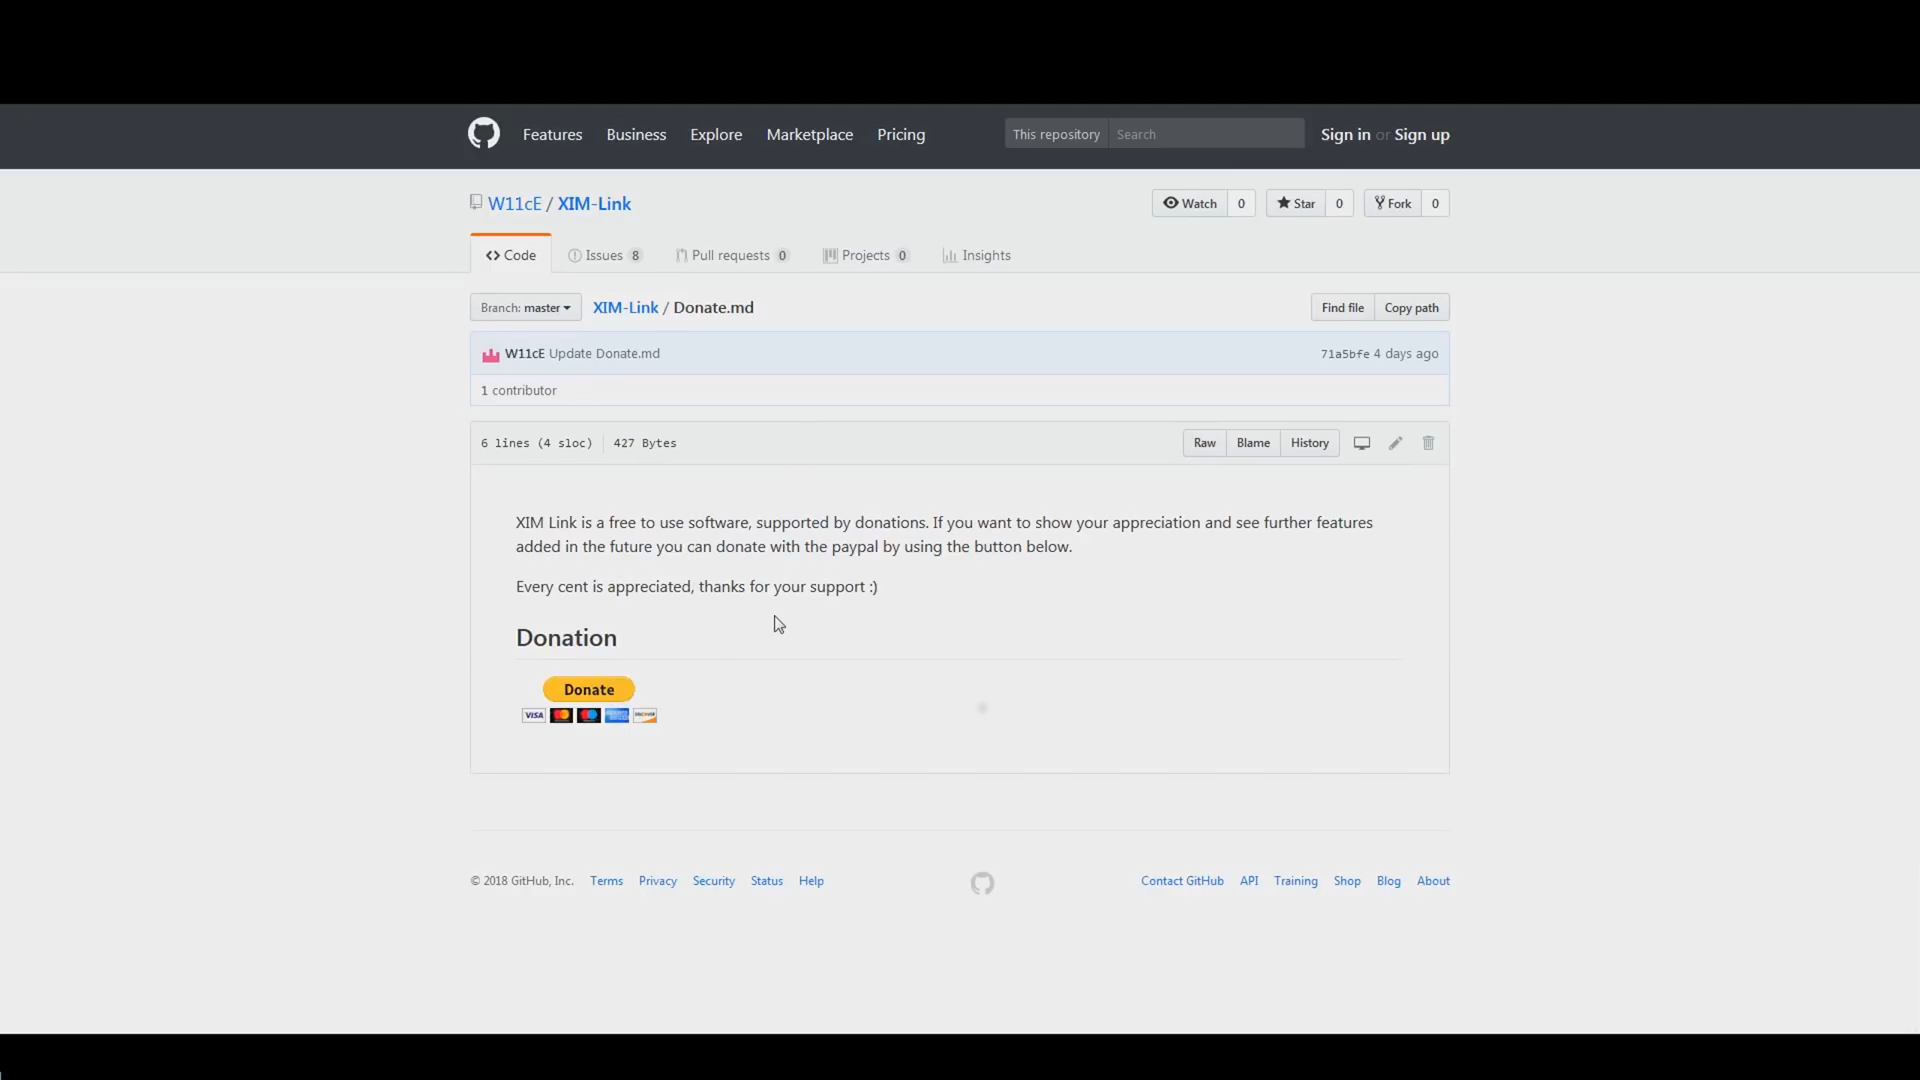 Features Business Explore Marketplace Pricing This repository Search Sign in or Sign up
W11cE / XIM-Link Watch 0 Star 0 Fork 0
Code Issues 8 Pull requests 0 Projects 0 Insights
Branch: master XIM-Link / Donate.md Find file Copy path
W11cE Update Donate.md 71a5bfe 4 days ago
1 contributor
6 lines (4 sloc) 427 Bytes Raw Blame History
XIM Link is a free to use software, supported by donations. If you want to show your appreciation and see further features
added in the future you can donate with the paypal by using the button below.
Every cent is appreciated, thanks for your support :)
Donation
Donate
VISA DISCOVER
© 2018 GitHub, Inc. Terms Privacy Security Status Help Contact GitHub API Training Shop Blog About